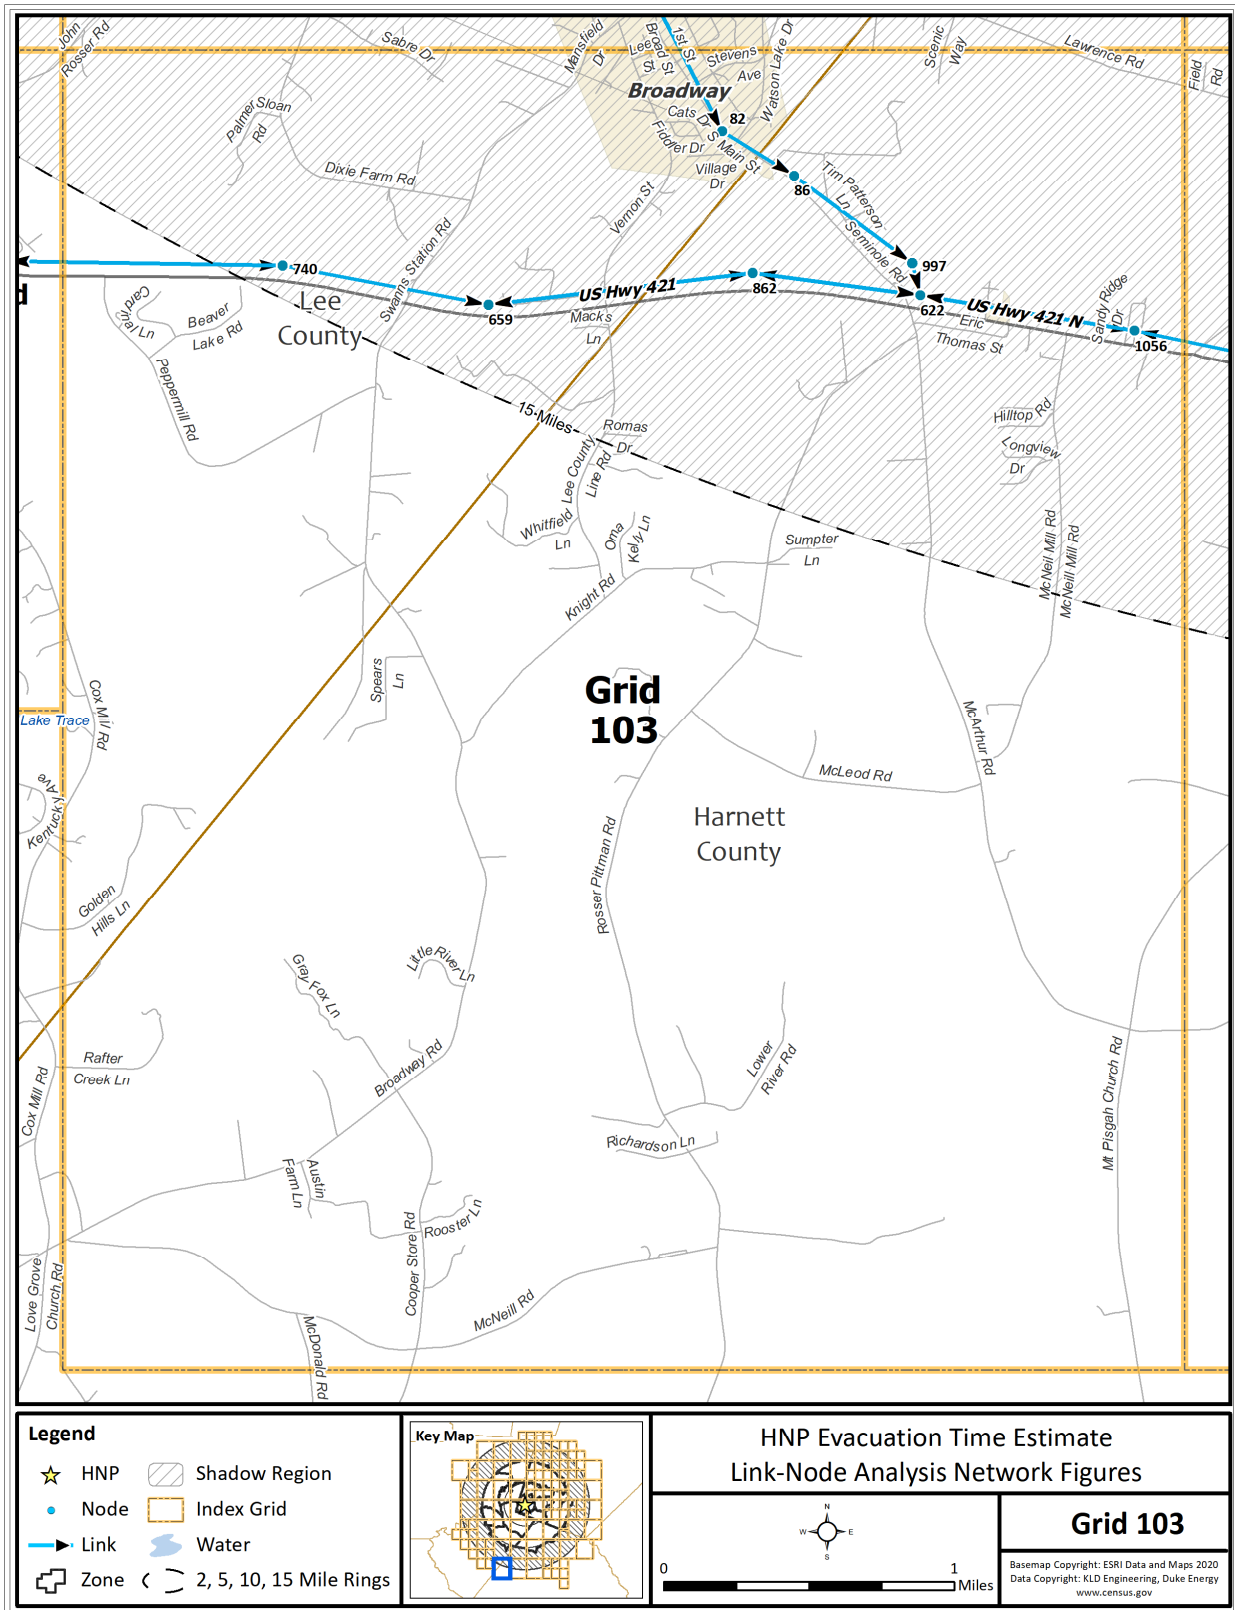 John
Rosser Rd
Sabre Dr
Mansfield
Dr
Lee
St
Broad St
1st St
Stevens
Ave
Watson Lake Dr
Scenic
Way
Lawrence Rd
Field
Rd
Broadway
Palmer Sloan
Rd
Cats Dr
82
Fiddler Dr
S Main St
Village
Dr
86
Dixie Farm Rd
Vernon St
Tim Patterson
Ln
Seminole Rd
997
Swanns Station Rd
740
US Hwy 421
862
d
Lee
County
659
622
US Hwy 421 N
Sandy Ridge
Dr
1056
Cardinal Ln
Beaver
Lake Rd
Macks
Ln
Eric
Thomas St
Peppermill Rd
15 Miles
Romas
Dr
Hilltop Rd
Longview
Dr
Lee County
Line Rd
Whitfield
Ln
Oma
Kelly Ln
Sumpter
Ln
McNeil Mill Rd
McNeill Mill Rd
Knight Rd
Spears
Ln
Grid
103
Cox Mill Rd
Lake Trace
McArthur Rd
McLeod Rd
Kentucky Ave
Harnett
County
Rosser Pittman Rd
Golden
Hills Ln
Little River Ln
Gray Fox Ln
Rafter
Creek Ln
Broadway Rd
Lower
River Rd
Cox Mill Rd
Mt Pisgah Church Rd
Richardson Ln
Austin
Farm Ln
Rooster Ln
Cooper Store Rd
Love Grove
Church Rd
McNeill Rd
McDonald Rd
Legend
HNP
Shadow Region
Node
Index Grid
Link
Water
Zone
2, 5, 10, 15 Mile Rings
Key Map
HNP Evacuation Time Estimate
Link-Node Analysis Network Figures
N
W E
S
0 1
Miles
Grid 103
Basemap Copyright: ESRI Data and Maps 2020
Data Copyright: KLD Engineering, Duke Energy
www.census.gov